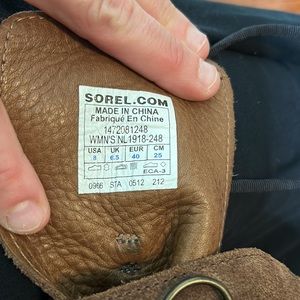 SOREL.COM
MADE IN CHINA
Fabriqué En Chine
1472081248
WMN'S NL1918-248
USA UK EUR CM
8 6.5 40 25
ECA-3
0966 STA 0512 212